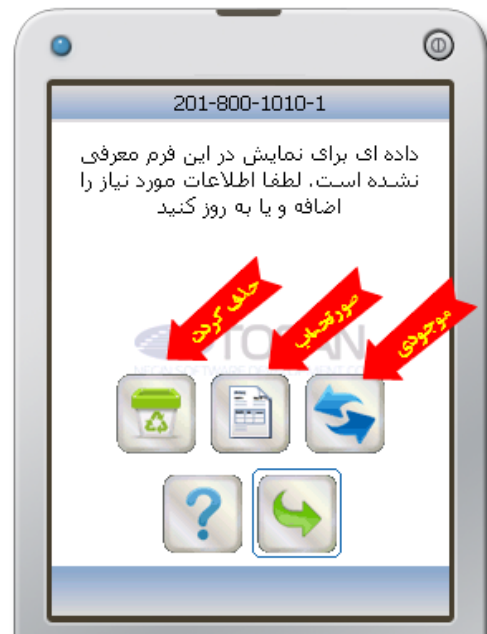 201-800-1010-1
داده ای برای نمایش در این فرم معرفی
نشده است. لطفا اطلاعات مورد نیاز را
اضافه و یا به روز کنید
حذف کردن
صورتحساب
موجودی
TOSAN